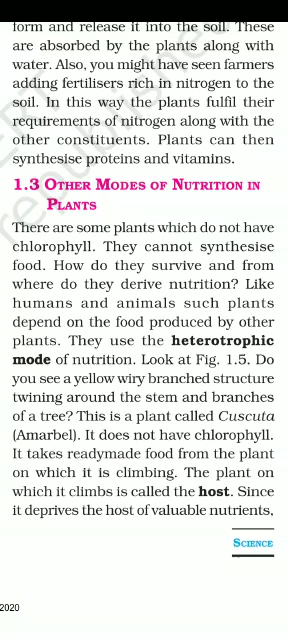 form and release it into the soil. These
are absorbed by the plants along with
water. Also, you might have seen farmers
adding fertilisers rich in nitrogen to the
soil. In this way the plants fulfil their
requirements of nitrogen along with the
other constituents. Plants can then
synthesise proteins and vitamins.
1.3 OTHER MODES OF NUTRITION IN
PLANTS
There are some plants which do not have
chlorophyll. They cannot synthesise
food. How do they survive and from
where do they derive nutrition? Like
humans and animals such plants
depend on the food produced by other
plants. They use the heterotrophic
mode of nutrition. Look at Fig. 1.5. Do
you see a yellow wiry branched structure
twining around the stem and branches
of a tree? This is a plant called Cuscuta
(Amarbel). It does not have chlorophyll.
It takes readymade food from the plant
on which it is climbing. The plant on
which it climbs is called the host. Since
it deprives the host of valuable nutrients,
SCIENCE
2020